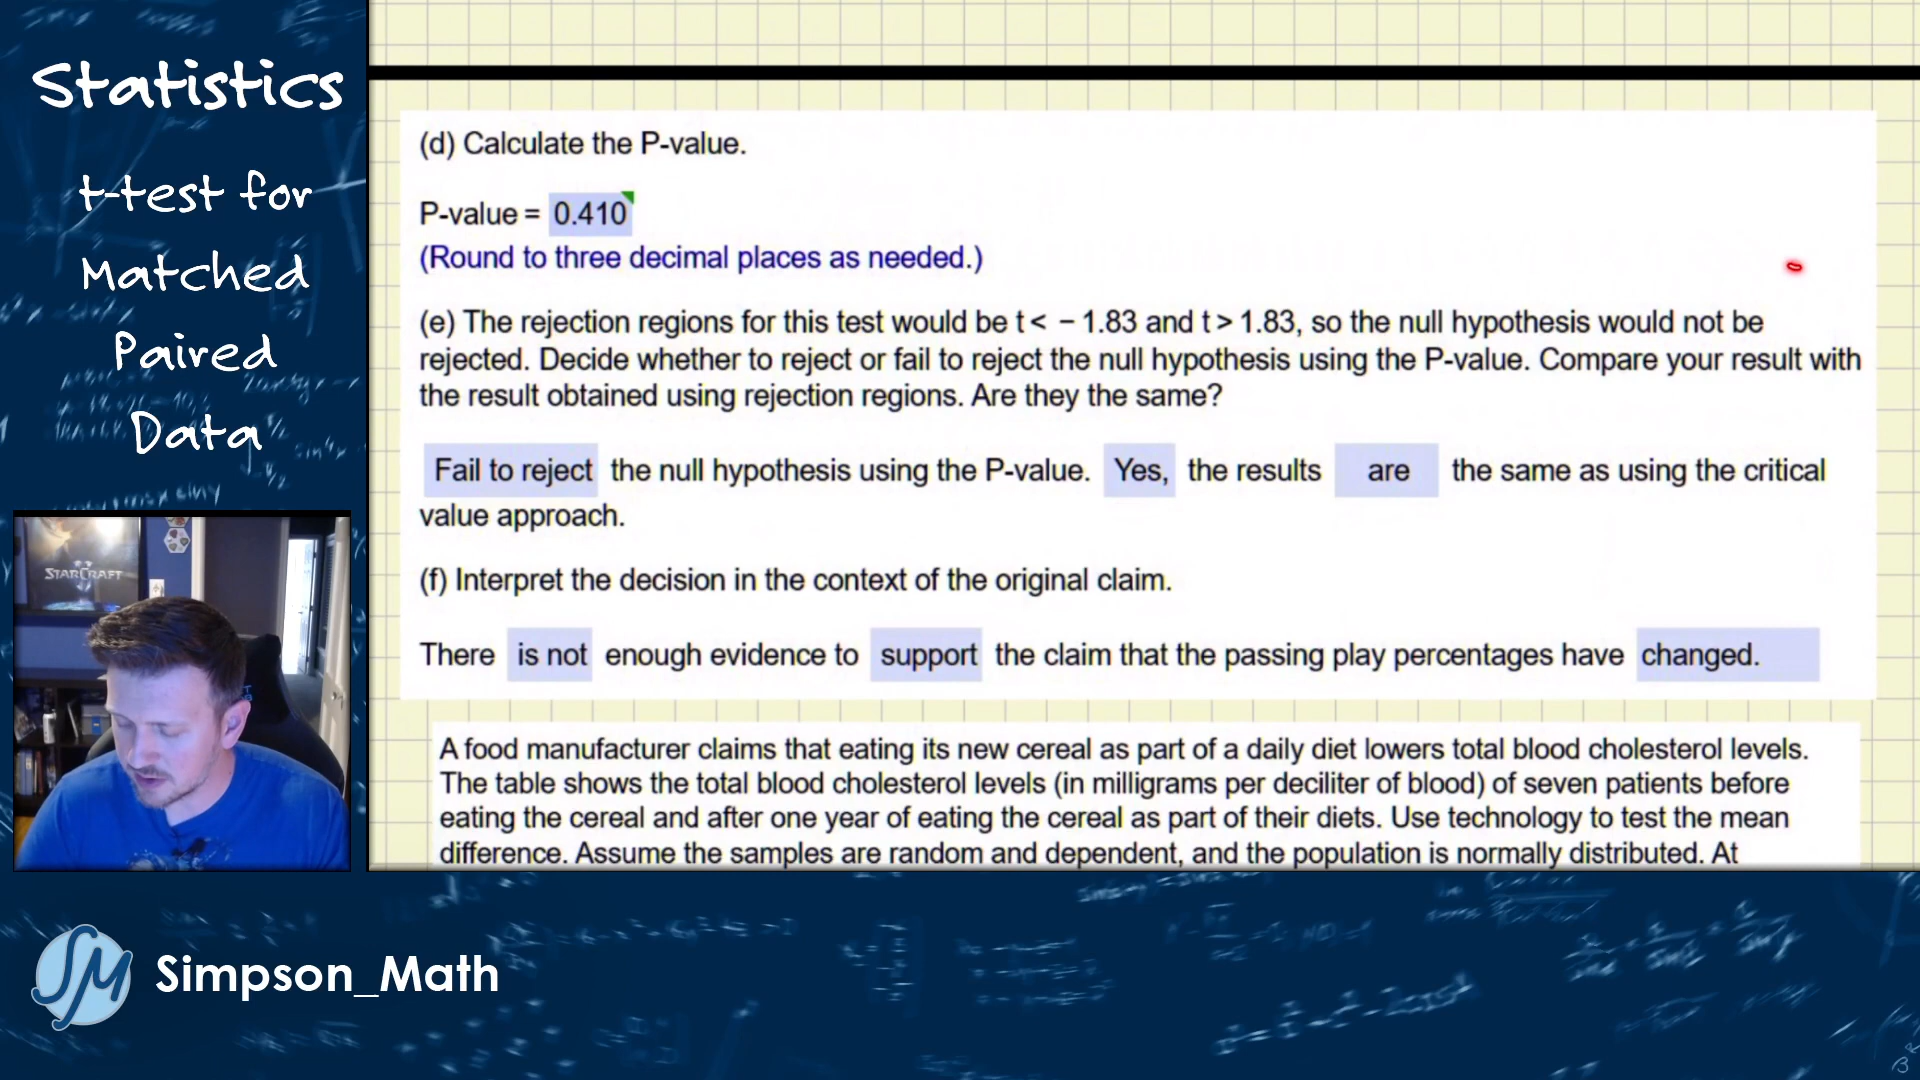 Statistics
t-test for
Matched
Paired
Data
STARCRAFT
(d) Calculate the P-value.
P-value = 0.410
(Round to three decimal places as needed.)
(e) The rejection regions for this test would be t < − 1.83 and t > 1.83, so the null hypothesis would not be
rejected. Decide whether to reject or fail to reject the null hypothesis using the P-value. Compare your result with
the result obtained using rejection regions. Are they the same?
Fail to reject the null hypothesis using the P-value. Yes, the results are the same as using the critical
value approach.
(f) Interpret the decision in the context of the original claim.
There is not enough evidence to support the claim that the passing play percentages have changed.
A food manufacturer claims that eating its new cereal as part of a daily diet lowers total blood cholesterol levels.
The table shows the total blood cholesterol levels (in milligrams per deciliter of blood) of seven patients before
eating the cereal and after one year of eating the cereal as part of their diets. Use technology to test the mean
difference. Assume the samples are random and dependent, and the population is normally distributed. At
SM
Simpson_Math